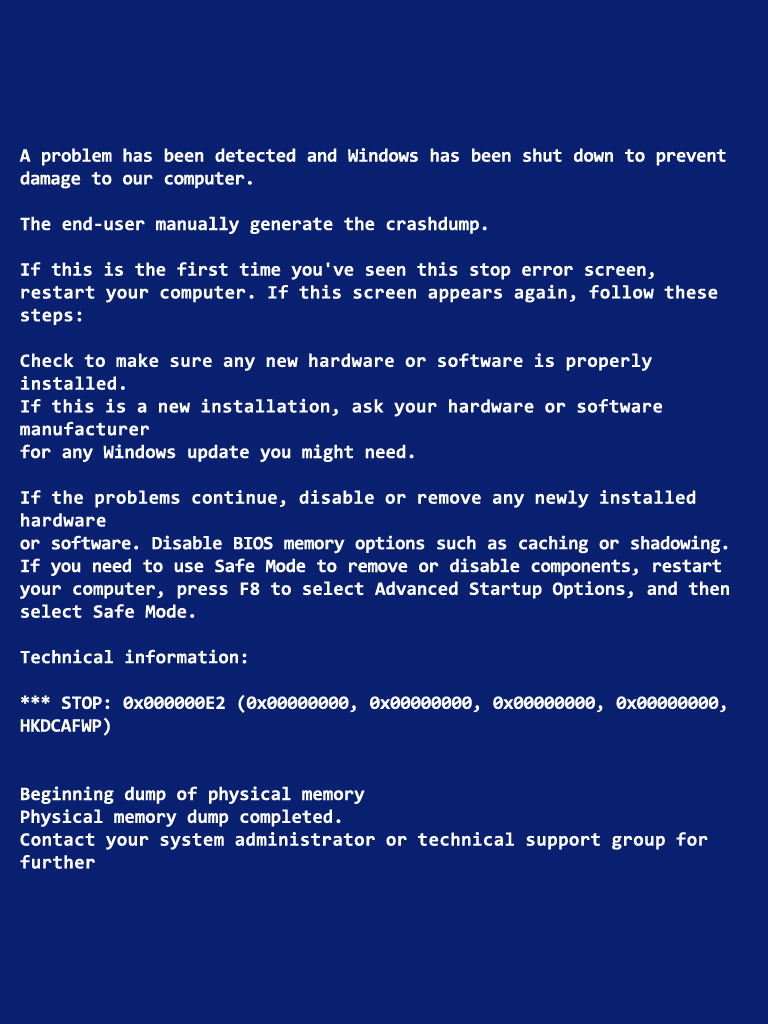 A problem has been detected and Windows has been shut down to prevent
damage to our computer.
The end-user manually generate the crashdump.
If this is the first time you've seen this stop error screen,
restart your computer. If this screen appears again, follow these
steps:
Check to make sure any new hardware or software is properly
installed.
If this is a new installation, ask your hardware or software
manufacturer
for any Windows update you might need.
If the problems continue, disable or remove any newly installed
hardware
or software. Disable BIOS memory options such as caching or shadowing.
If you need to use Safe Mode to remove or disable components, restart
your computer, press F8 to select Advanced Startup Options, and then
select Safe Mode.
Technical information:
*** STOP: 0x000000E2 (0x00000000, 0x00000000, 0x00000000, 0x00000000,
HKDCAFWP)
Beginning dump of physical memory
Physical memory dump completed.
Contact your system administrator or technical support group for
further